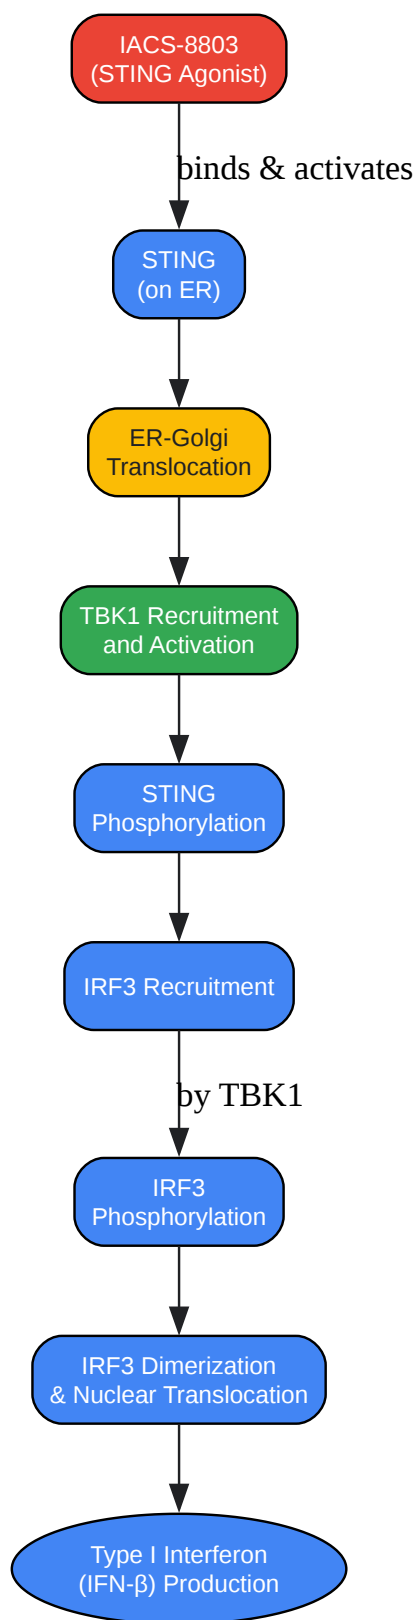 IACS-8803
(STING Agonist)
binds & activates
STING
(on ER)
ER-Golgi
Translocation
TBK1 Recruitment
and Activation
STING
Phosphorylation
IRF3 Recruitment
by TBK1
IRF3
Phosphorylation
IRF3 Dimerization
& Nuclear Translocation
Type I Interferon
(IFN-β) Production